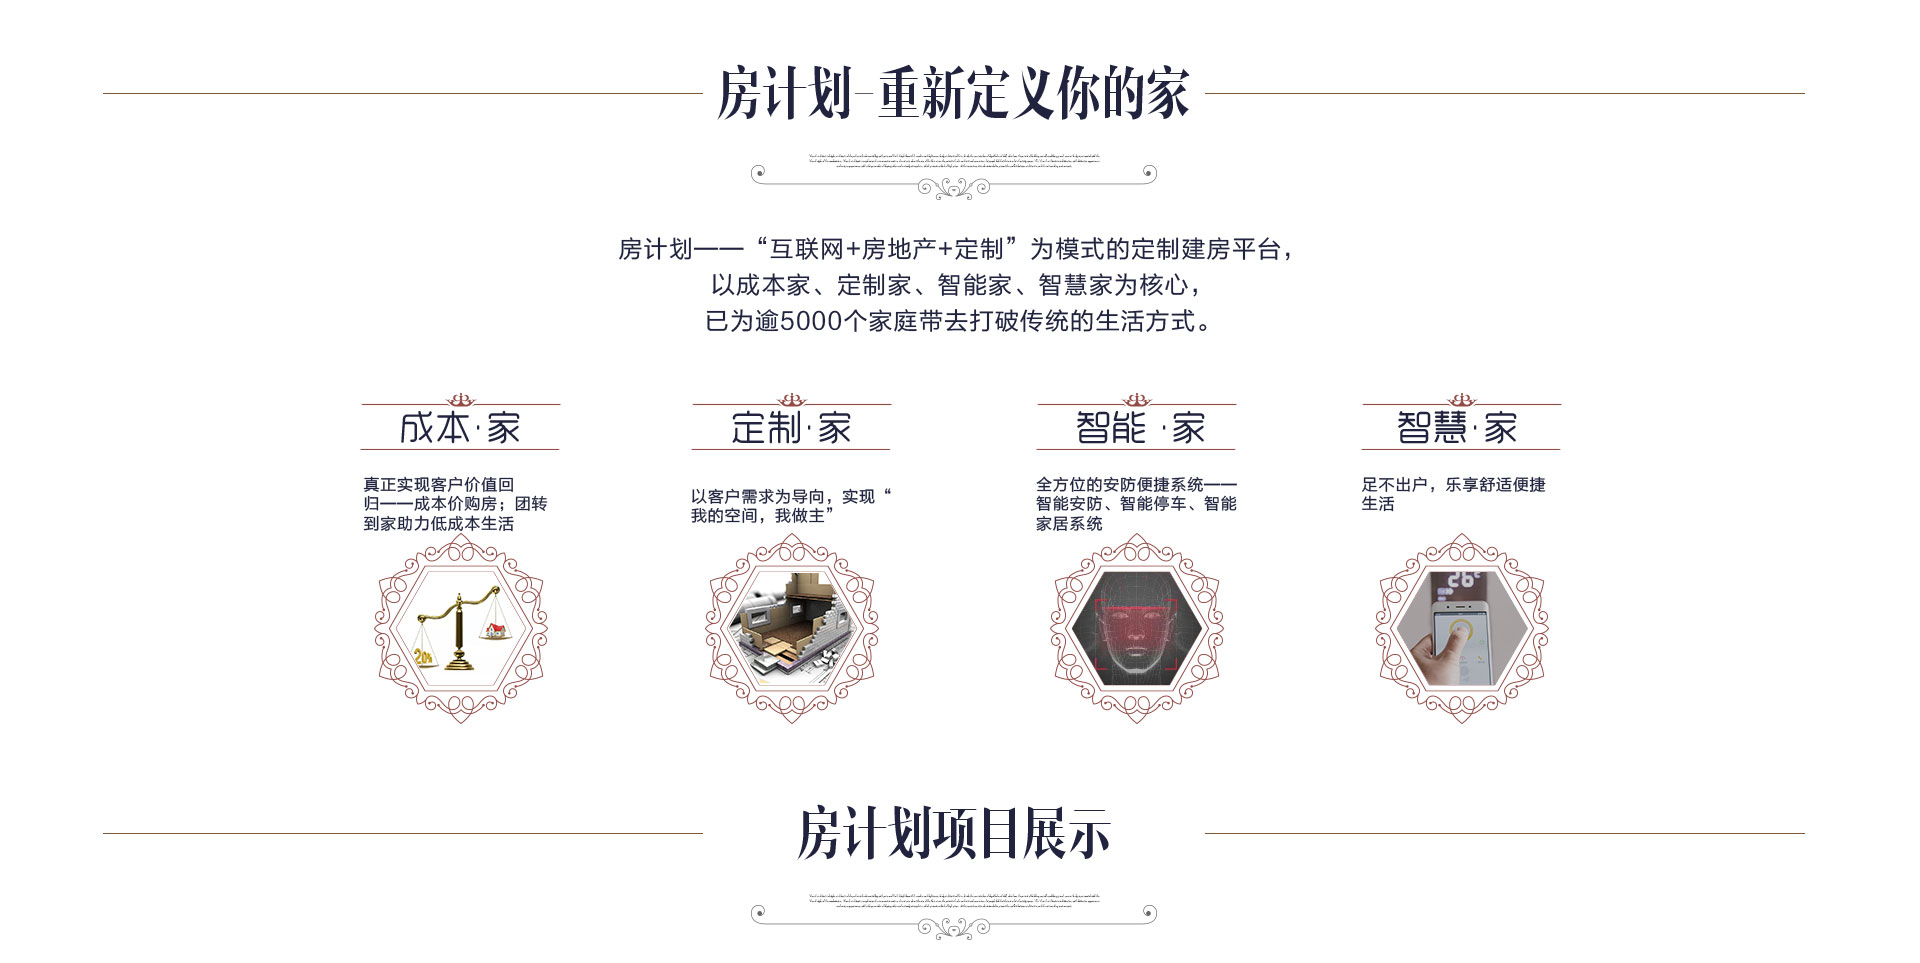 房计划-重新定义你的家
房计划——“互联网+房地产+定制”为模式的定制建房平台，
以成本家、定制家、智能家、智慧家为核心，
已为逾5000个家庭带去打破传统的生活方式。
成本·家
真正实现客户价值回
归——成本价购房；团转
到家助力低成本生活
20%
定制·家
以客户需求为导向，实现“
我的空间，我做主”
智能 ·家
全方位的安防便捷系统——
智能安防、智能停车、智能
家居系统
智慧·家
足不出户，乐享舒适便捷
生活
26°
房计划项目展示